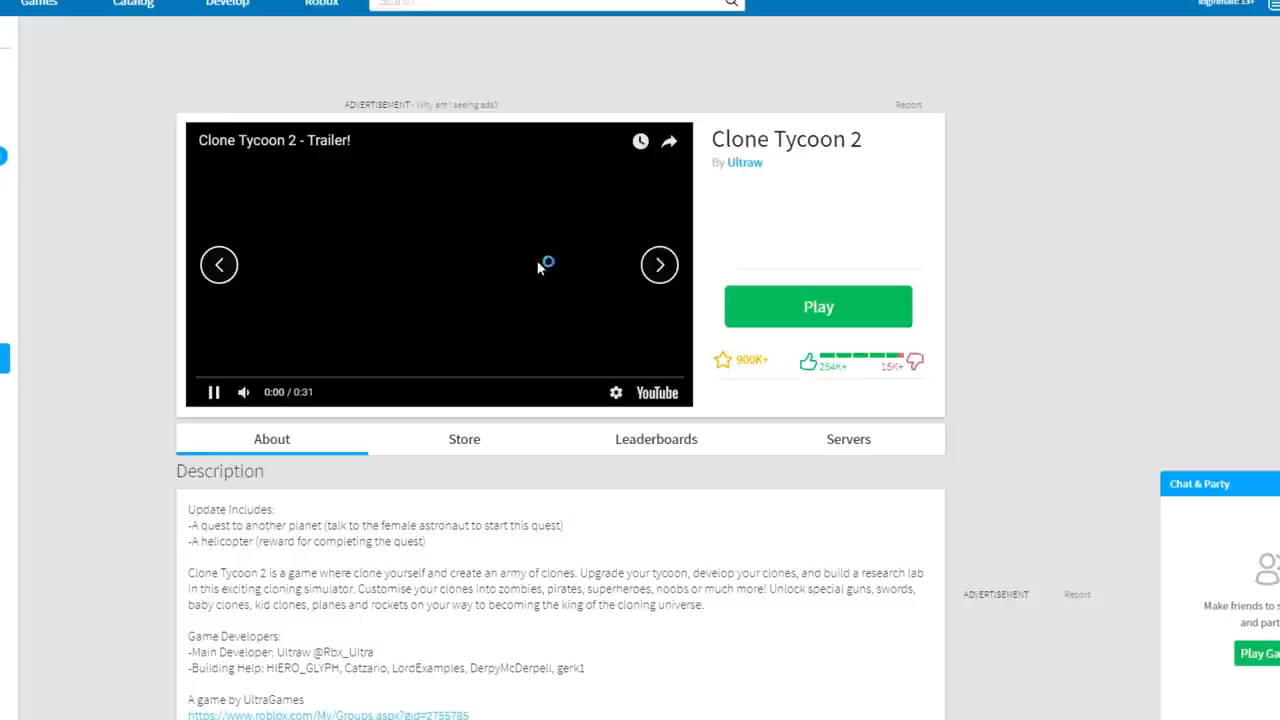 Games Catalog Develop Robux Search
loginmatic: 13+
ADVERTISEMENT - Why am I seeing ads? Report
Clone Tycoon 2 - Trailer!
Clone Tycoon 2
By Ultraw
Play
900K+ 254K+ 15K+
0:00 / 0:31 YouTube
About Store Leaderboards Servers
Description
Update Includes:
-A quest to another planet (talk to the female astronaut to start this quest)
-A helicopter (reward for completing the quest)
Clone Tycoon 2 is a game where clone yourself and create an army of clones. Upgrade your tycoon, develop your clones, and build a research lab
in this exciting cloning simulator. Customise your clones into zombies, pirates, superheroes, noobs or much more! Unlock special guns, swords,
baby clones, kid clones, planes and rockets on your way to becoming the king of the cloning universe.
Game Developers:
-Main Developer; Ultraw @Rbx_Ultra
-Building Help: HIERO_GLYPH, Catzario, LordExamples, DerpyMcDerpell, gerk1
A game by UltraGames
https://www.roblox.com/My/Groups.aspx?gid=2755785
ADVERTISEMENT Report
Chat & Party
Make friends to s
and part
Play Ga